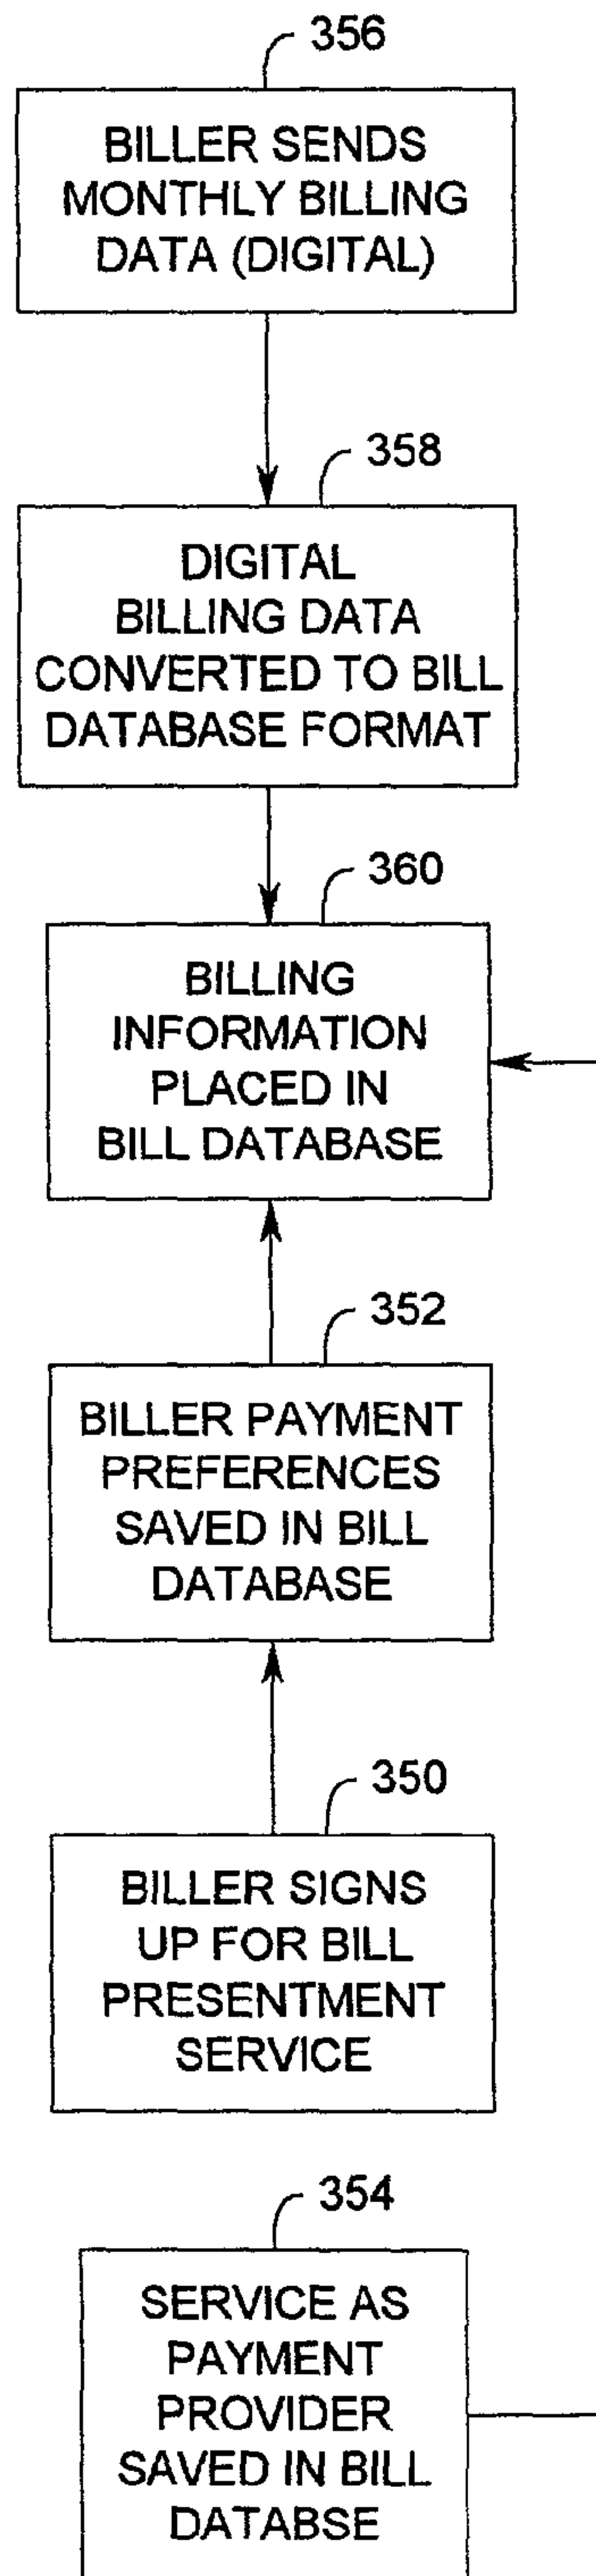 356
BILLER SENDS
MONTHLY BILLING
DATA (DIGITAL)
358
DIGITAL
BILLING DATA
CONVERTED TO BILL
DATABASE FORMAT
360
BILLING
INFORMATION
PLACED IN
BILL DATABASE
352
BILLER PAYMENT
PREFERENCES
SAVED IN BILL
DATABASE
350
BILLER SIGNS
UP FOR BILL
PRESENTMENT
SERVICE
354
SERVICE AS
PAYMENT
PROVIDER
SAVED IN BILL
DATABSE